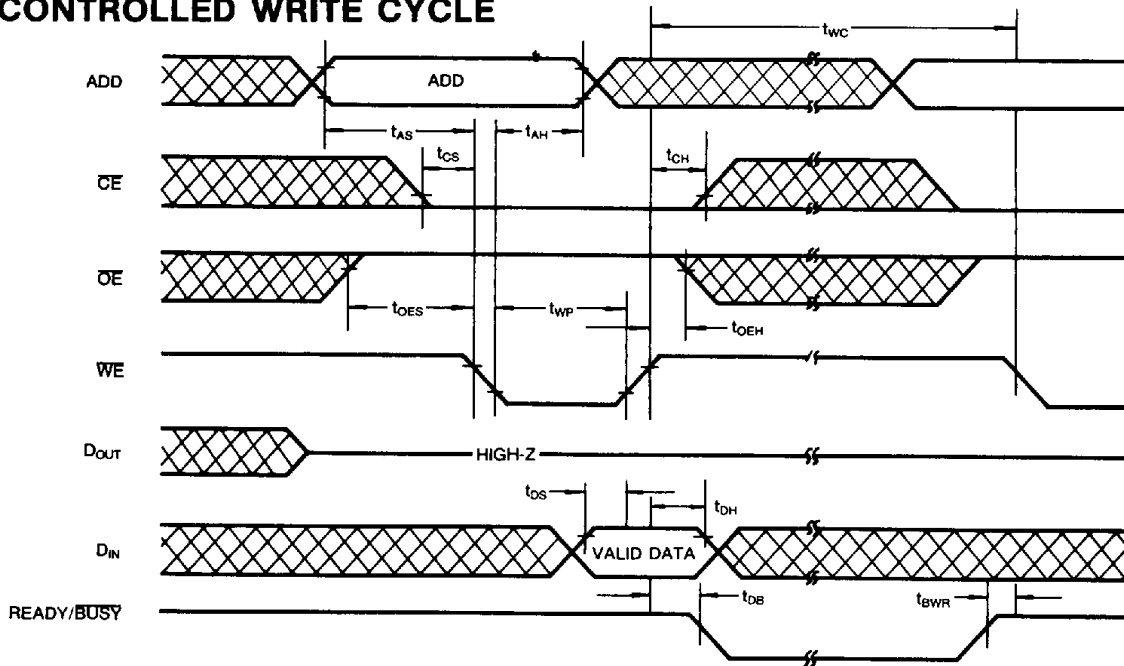 CONTROLLED WRITE CYCLE
tWC
ADD
ADD
tAS
tAH
tCS
tCH
CE
OE
tOES
tWP
tOEH
WE
DOUT
HIGH-Z
tDS
tDH
DIN
VALID DATA
tDB
tBWR
READY/BUSY